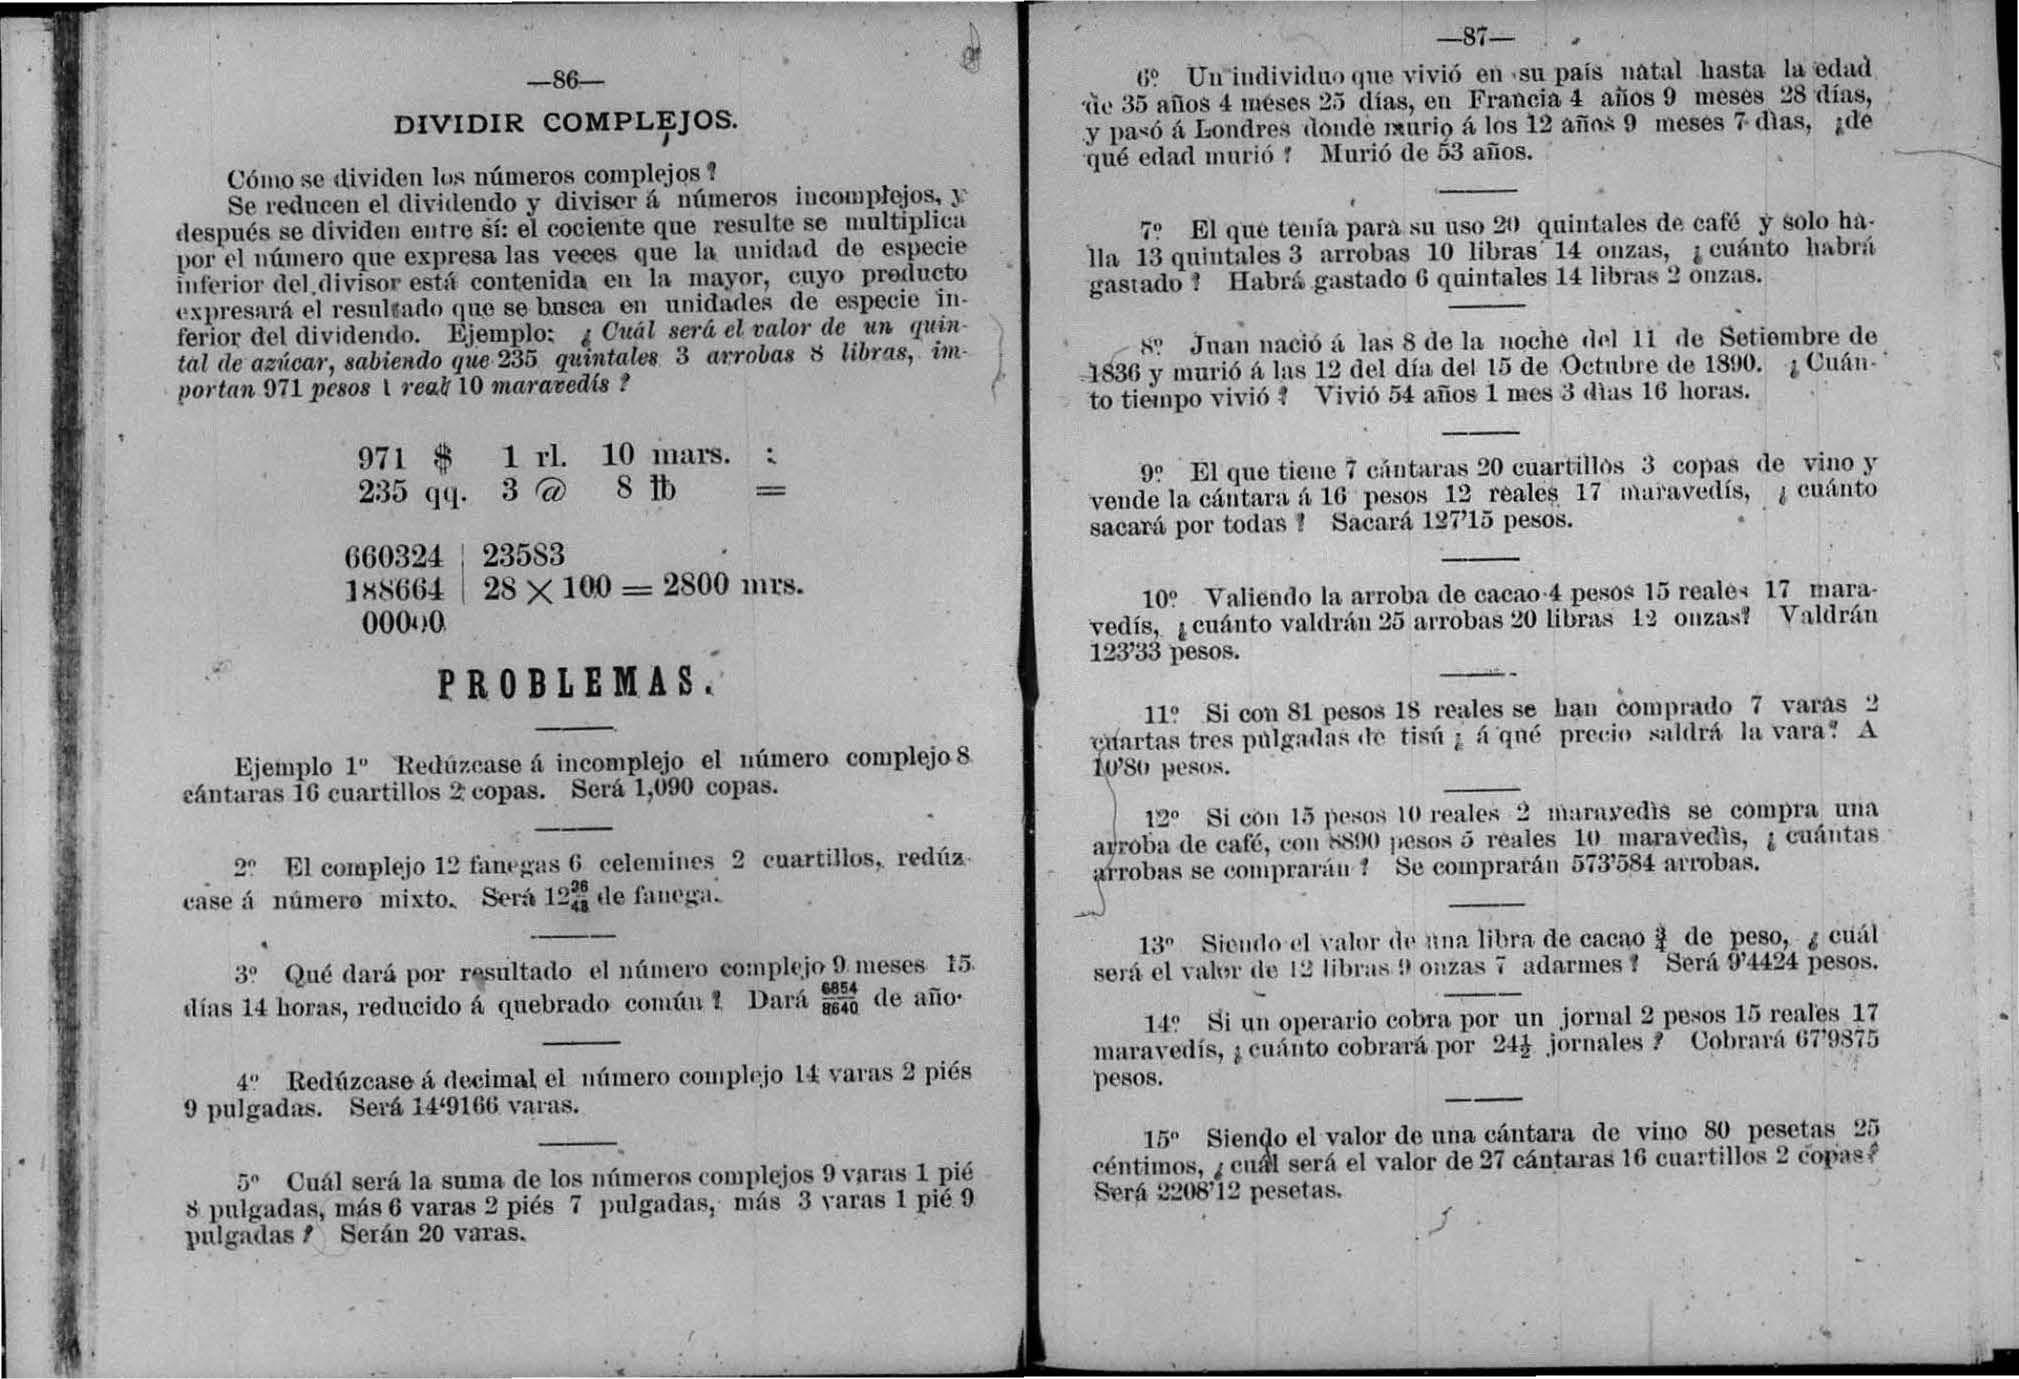 —86—
DIVIDIR COMPLEJOS.
Cómo se dividen los números complejos?
Se reducen el dividendo y divisor á números incomplejos, y
después se dividen entre sí: el cociente que resulte se multiplica
por el número que expresa las veces que la unidad de especie
inferior del divisor está contenida en la mayor, cuyo producto
expresará el resultado que se busca en unidades de especie in-
ferior del dividendo. Ejemplo: ¿Cuál será el valor de un quin-
tal de azúcar, sabiendo que 235 quintales 3 arrobas 8 libras, im-
portan 971 pesos 1 real 10 maravedís?
971 $ 1 rl. 10 mars. :
235 qq. 3 @ 8 ℔ =
660324 | 23583
188664 | 28 × 100 = 2800 mrs.
00000
PROBLEMAS.
Ejemplo 1º Redúzcase á incomplejo el número complejo 8
cántaras 16 cuartillos 2 copas. Será 1,090 copas.
2º El complejo 12 fanegas 6 celemines 2 cuartillos, redúz-
case á número mixto. Será 12 26/48 de fanega.
3º Qué dará por resultado el número complejo 9 meses 15
días 14 horas, reducido á quebrado común? Dará 6854/8640 de año.
4º Redúzcase á decimal el número complejo 14 varas 2 piés
9 pulgadas. Será 14‘9166 varas.
5º Cuál será la suma de los números complejos 9 varas 1 pié
8 pulgadas, más 6 varas 2 piés 7 pulgadas, más 3 varas 1 pié 9
pulgadas? Serán 20 varas.
—87—
6º Un individuo que vivió en su país natal hasta la edad
de 35 años 4 meses 25 días, en Francia 4 años 9 meses 28 días,
y pasó á Londres donde murio á los 12 años 9 meses 7 dìas, ¿de
qué edad murió? Murió de 53 años.
7º El que tenía para su uso 20 quintales de café y solo ha-
lla 13 quintales 3 arrobas 10 libras 14 onzas, ¿cuánto habrá
gastado? Habrá gastado 6 quintales 14 libras 2 onzas.
8º Juan nació á las 8 de la noche del 11 de Setiembre de
1836 y murió á las 12 del día del 15 de Octubre de 1890. ¿Cuán-
to tiempo vivió? Vivió 54 años 1 mes 3 dìas 16 horas.
9º El que tiene 7 cántaras 20 cuartillos 3 copas de vino y
vende la cántara á 16 pesos 12 reales 17 maravedís, ¿cuánto
sacará por todas? Sacará 127’15 pesos.
10º Valiendo la arroba de cacao 4 pesos 15 reales 17 mara-
vedís, ¿cuánto valdrán 25 arrobas 20 libras 12 onzas? Valdrán
123’33 pesos.
11º Si con 81 pesos 18 reales se han comprado 7 varas 2
cuartas tres pulgadas de tisú ¿á qué precio saldrá la vara? A
10’80 pesos.
12º Si con 15 pesos 10 reales 2 maravedìs se compra una
arroba de café, con 8890 pesos 5 reales 10 maravedìs, ¿cuántas
arrobas se comprarán? Se comprarán 573’584 arrobas.
13º Siendo el valor de una libra de cacao ¾ de peso, ¿cuál
será el valor de 12 libras 9 onzas 7 adarmes? Será 9’4424 pesos.
14º Si un operario cobra por un jornal 2 pesos 15 reales 17
maravedís, ¿cuánto cobrará por 24½ jornales? Cobrará 67’9875
pesos.
15º Siendo el valor de una cántara de vino 80 pesetas 25
céntimos, ¿cuál será el valor de 27 cántaras 16 cuartillos 2 copas?
Será 2208’12 pesetas.